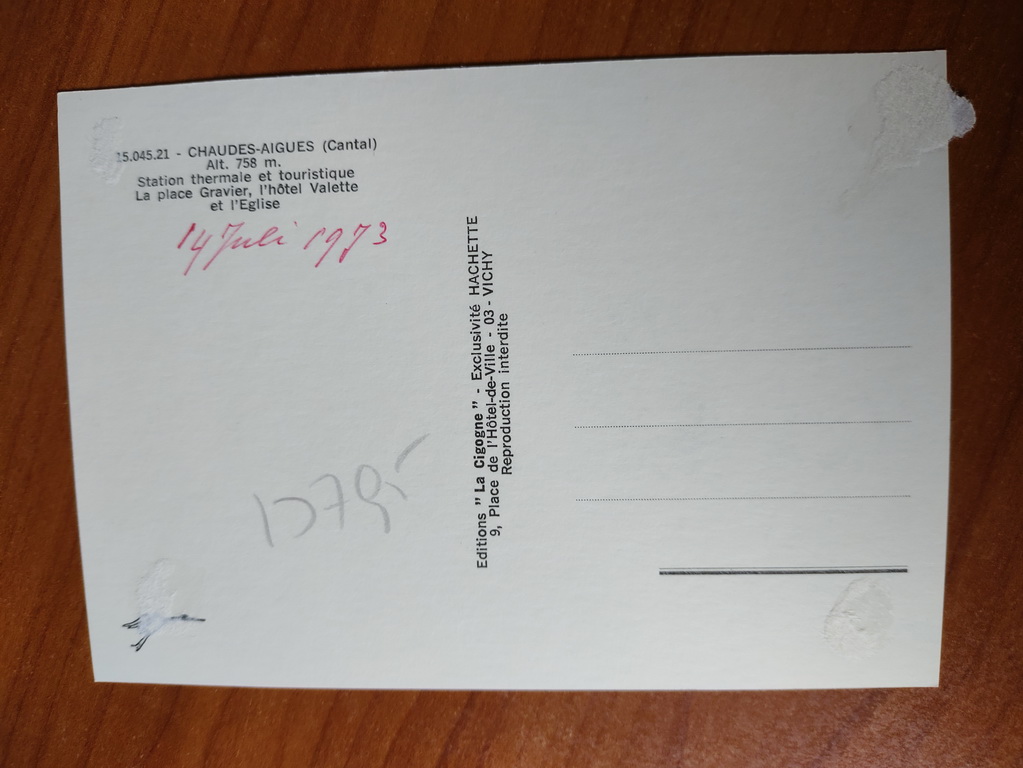 15.045.21 - CHAUDES-AIGUES (Cantal)
Alt. 758 m.
Station thermale et touristique
La place Gravier, l'hôtel Valette
et l'Eglise
14 Juli 1973
Editions " La Cigogne " - Exclusivité HACHETTE
9, Place de l'Hôtel-de-Ville - 03 - VICHY
Reproduction interdite